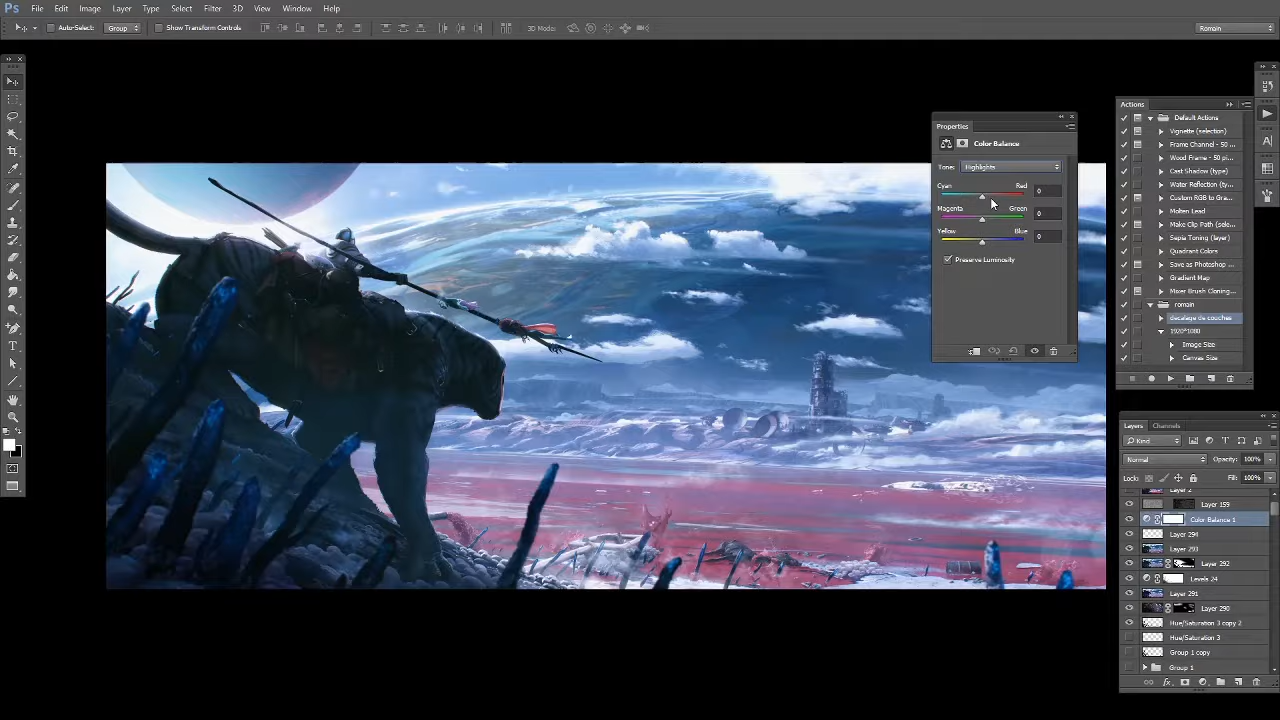 Ps File Edit Image Layer Type Select Filter 3D View Window Help
Auto-Select: Group Show Transform Controls 3D Mode: Romain
Properties
Color Balance
Tone: Highlights
Cyan Red 0
Magenta Green 0
Yellow Blue 0
Preserve Luminosity
Actions
Default Actions
Vignette (selection)
Frame Channel - 50 ...
Wood Frame - 50 pi...
Cast Shadow (type)
Water Reflection (ty...
Custom RGB to Gra...
Molten Lead
Make Clip Path (sele...
Sepia Toning (layer)
Quadrant Colors
Save as Photoshop ...
Gradient Map
Mixer Brush Cloning...
romain
decalage de couches
1920*1080
Image Size
Canvas Size
Layers Channels
Kind
Normal Opacity: 100%
Lock: Fill: 100%
Layer 2
Layer 159
Color Balance 1
Layer 294
Layer 293
Layer 292
Levels 24
Layer 291
Layer 290
Hue/Saturation 3 copy 2
Hue/Saturation 3
Group 1 copy
Group 1